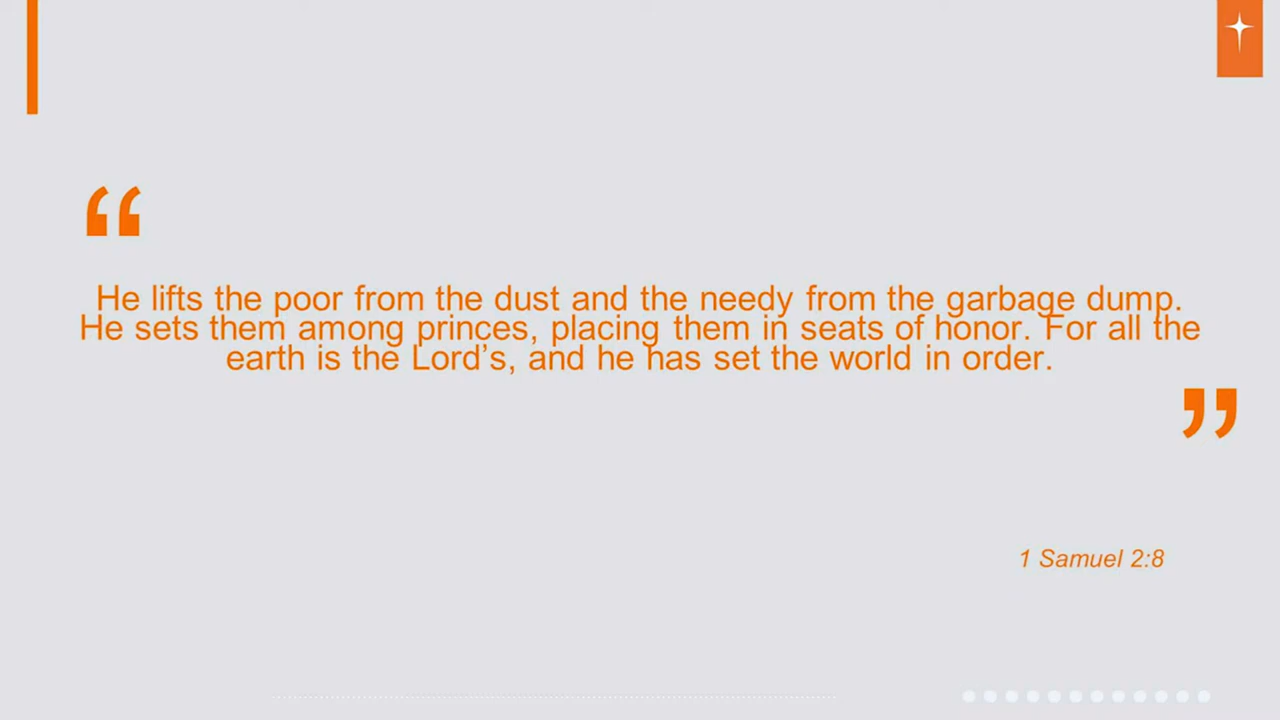 “
He lifts the poor from the dust and the needy from the garbage dump.
He sets them among princes, placing them in seats of honor. For all the
earth is the Lord’s, and he has set the world in order.
”
1 Samuel 2:8